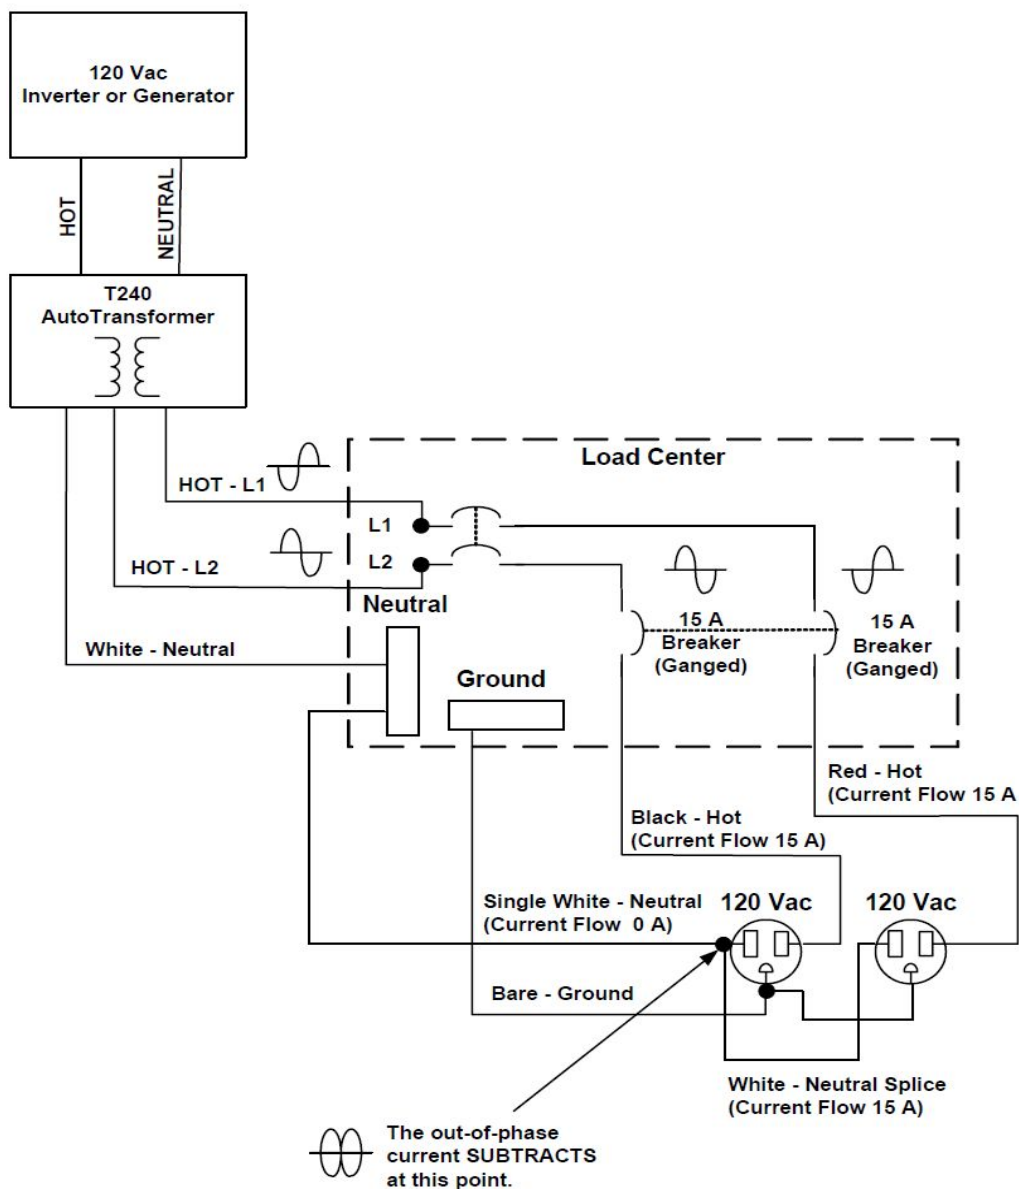 120 Vac
Inverter or Generator
HOT
NEUTRAL
T240
AutoTransformer
Load Center
HOT - L1
L1
HOT - L2
L2
Neutral
15 A
Breaker
(Ganged)
15 A
Breaker
(Ganged)
White - Neutral
Ground
Red - Hot
(Current Flow 15 A
Black - Hot
(Current Flow 15 A)
Single White - Neutral
(Current Flow 0 A)
120 Vac
120 Vac
Bare - Ground
White - Neutral Splice
(Current Flow 15 A)
The out-of-phase
current SUBTRACTS
at this point.